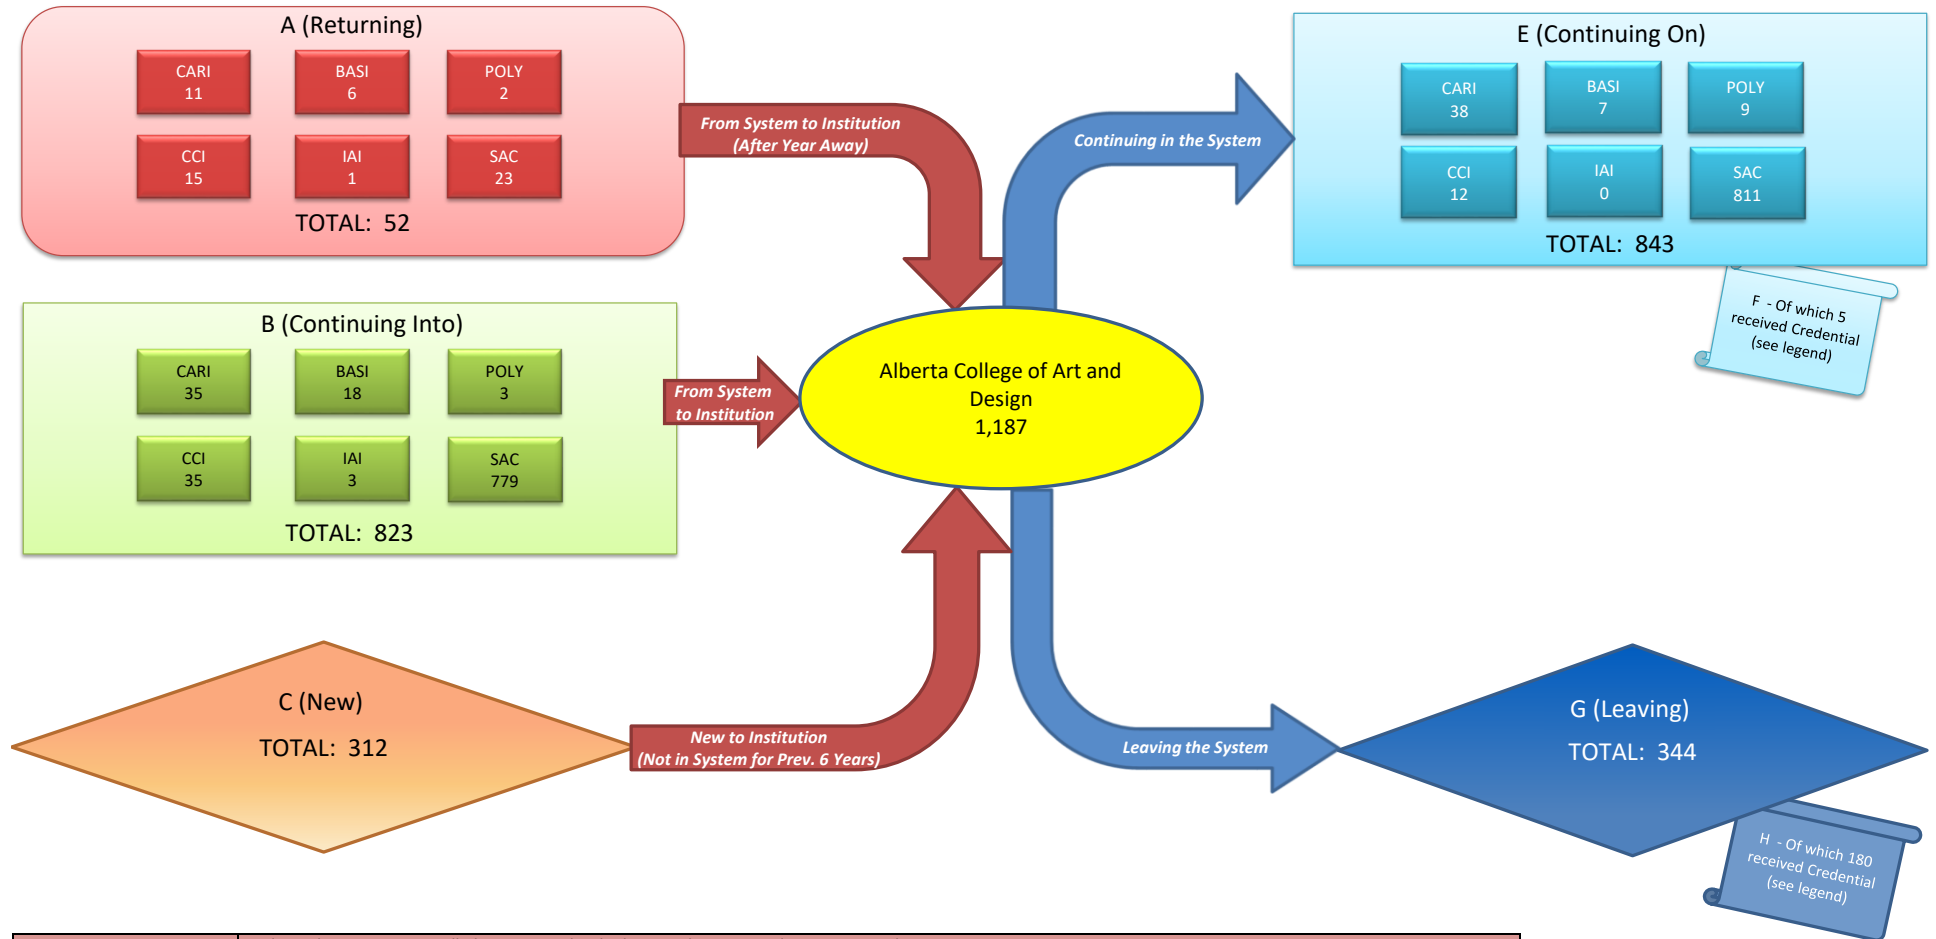 A (Returning)
CARI
11
BASI
6
POLY
2
CCI
15
IAI
1
SAC
23
TOTAL: 52
From System to Institution
(After Year Away)
B (Continuing Into)
CARI
35
BASI
18
POLY
3
CCI
35
IAI
3
SAC
779
TOTAL: 823
From System
to Institution
C (New)
TOTAL: 312
New to Institution
(Not in System for Prev. 6 Years)
Alberta College of Art and
Design
1,187
Continuing in the System
E (Continuing On)
CARI
38
BASI
7
POLY
9
CCI
12
IAI
0
SAC
811
TOTAL: 843
F - Of which 5
received Credential
(see legend)
Leaving the System
G (Leaving)
TOTAL: 344
H - Of which 180
received Credential
(see legend)